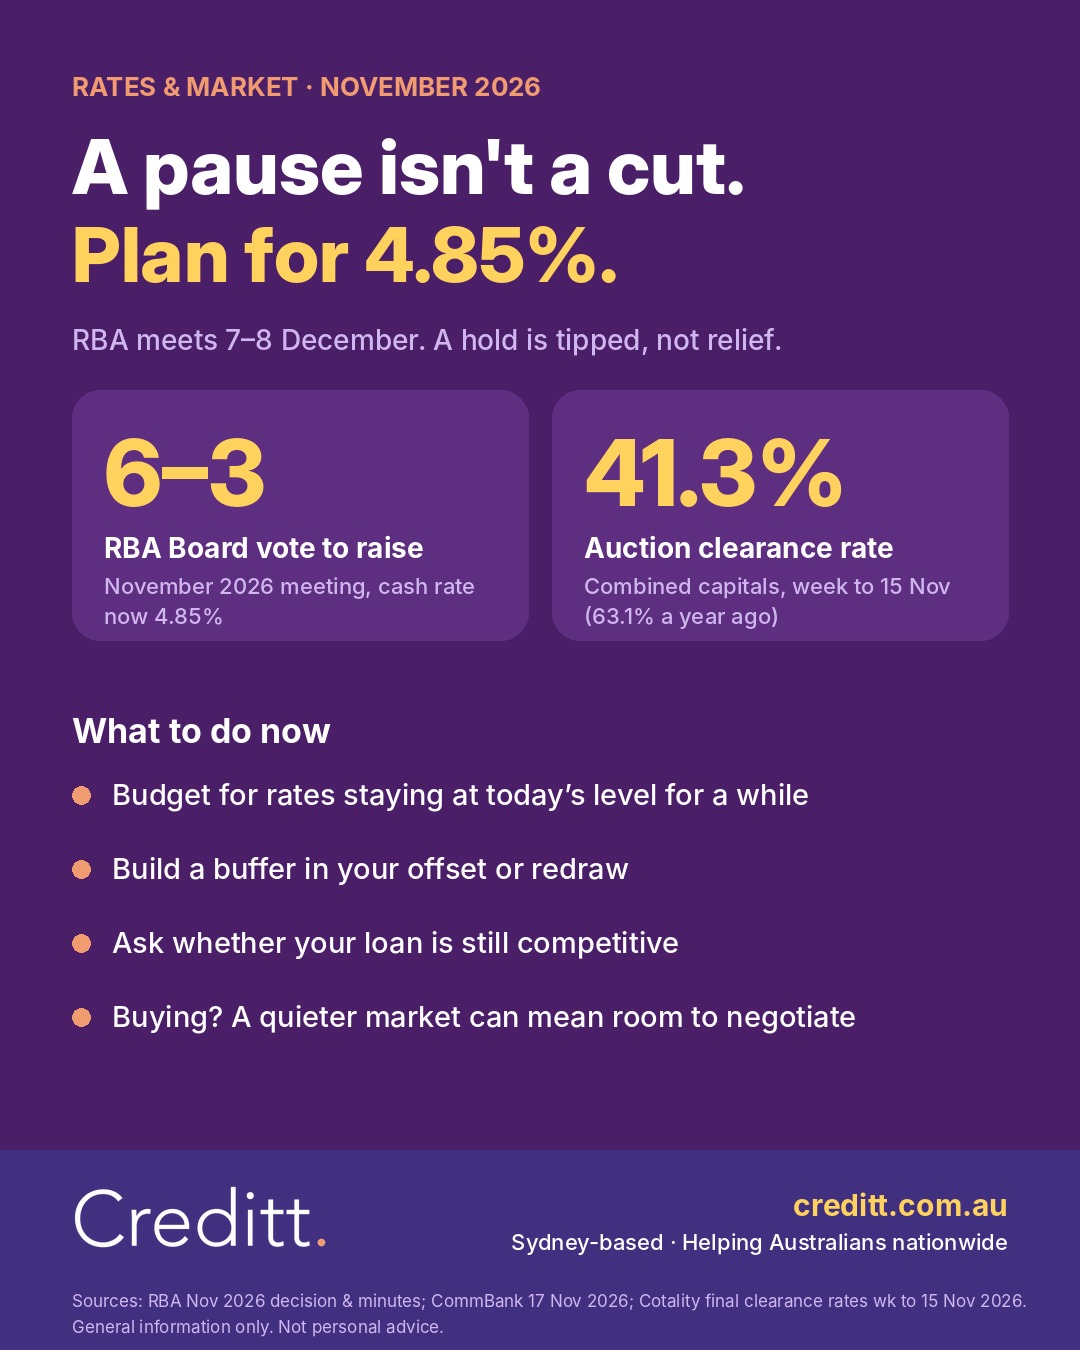 RATES & MARKET · NOVEMBER 2026
A pause isn't a cut.
Plan for 4.85%.
RBA meets 7–8 December. A hold is tipped, not relief.
6–3
RBA Board vote to raise
November 2026 meeting, cash rate
now 4.85%
41.3%
Auction clearance rate
Combined capitals, week to 15 Nov
(63.1% a year ago)
What to do now
Budget for rates staying at today’s level for a while
Build a buffer in your offset or redraw
Ask whether your loan is still competitive
Buying? A quieter market can mean room to negotiate
Creditt.
creditt.com.au
Sydney-based · Helping Australians nationwide
Sources: RBA Nov 2026 decision & minutes; CommBank 17 Nov 2026; Cotality final clearance rates wk to 15 Nov 2026.
General information only. Not personal advice.